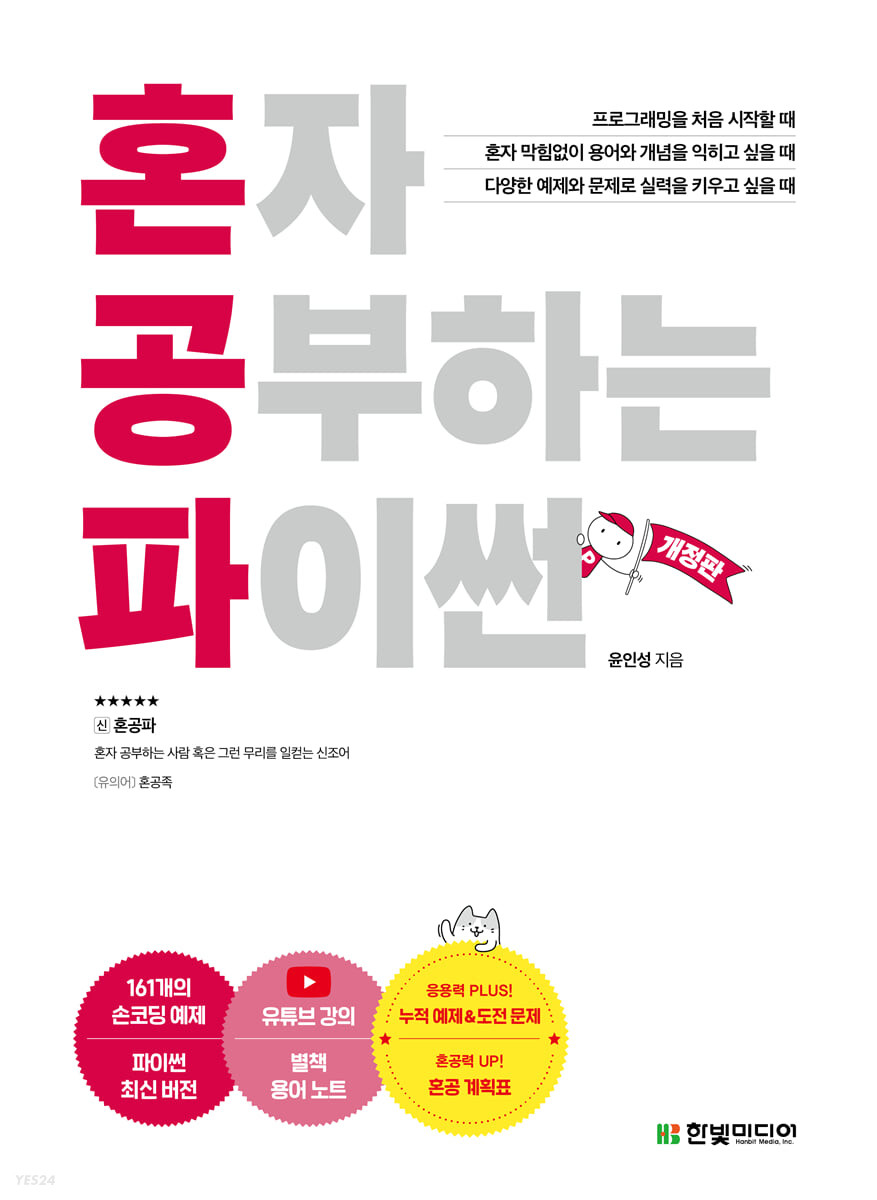 프로그래밍을 처음 시작할 때
혼자 막힘없이 용어와 개념을 익히고 싶을 때
다양한 예제와 문제로 실력을 키우고 싶을 때
혼자
공부하는
파이썬
P
개정판
윤인성 지음
★★★★★
신 혼공파
혼자 공부하는 사람 혹은 그런 무리를 일컫는 신조어
[유의어] 혼공족
161개의
손코딩 예제
파이썬
최신 버전
유튜브 강의
별책
용어 노트
응용력 PLUS!
누적 예제&도전 문제
혼공력 UP!
혼공 계획표
HB 한빛미디어
Hanbit Media, Inc.
YES24